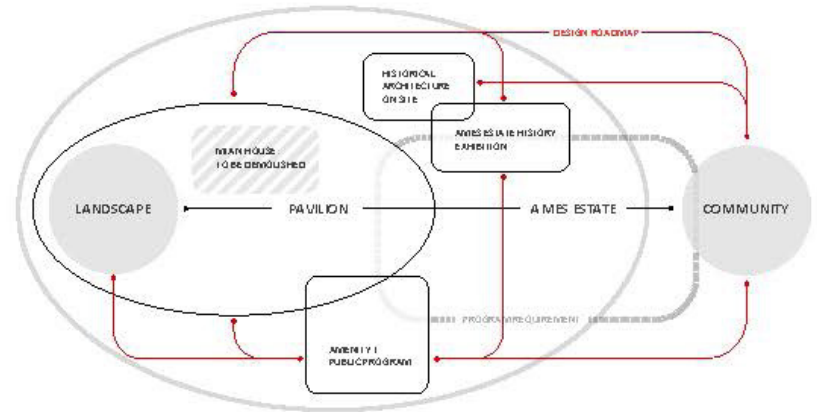 DESIGN ROADMAP
HISTORICAL
ARCHITECTURE
ON SITE
AMES ESTATE HISTORY
EXHIBITION
MAIN HOUSE
TO BE DEMOLISHED
LANDSCAPE
PAVILION
AMES ESTATE
COMMUNITY
PROGRAM REQUIREMENT
AMENITY /
PUBLIC PROGRAM